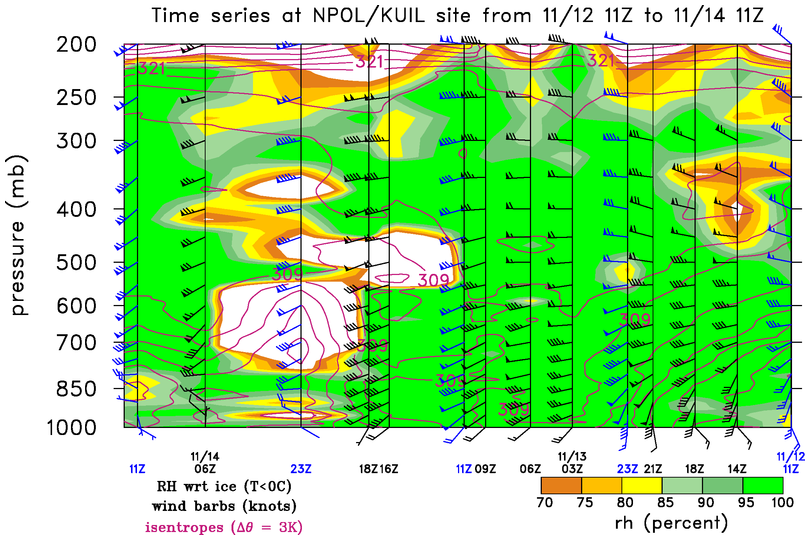 Time series at NPOL/KUIL site from 11/12 11Z to 11/14 11Z
200
321
321
321
250
300
400
pressure (mb)
500
309
309
600
309
700
309
850
309
309
1000
11/14
11/13
11/12
11Z
06Z
23Z
18Z
16Z
11Z
09Z
06Z
03Z
23Z
21Z
18Z
14Z
11Z
RH wrt ice (T<0C)
wind barbs (knots)
isentropes (Δθ = 3K)
70 75 80 85 90 95 100
rh (percent)